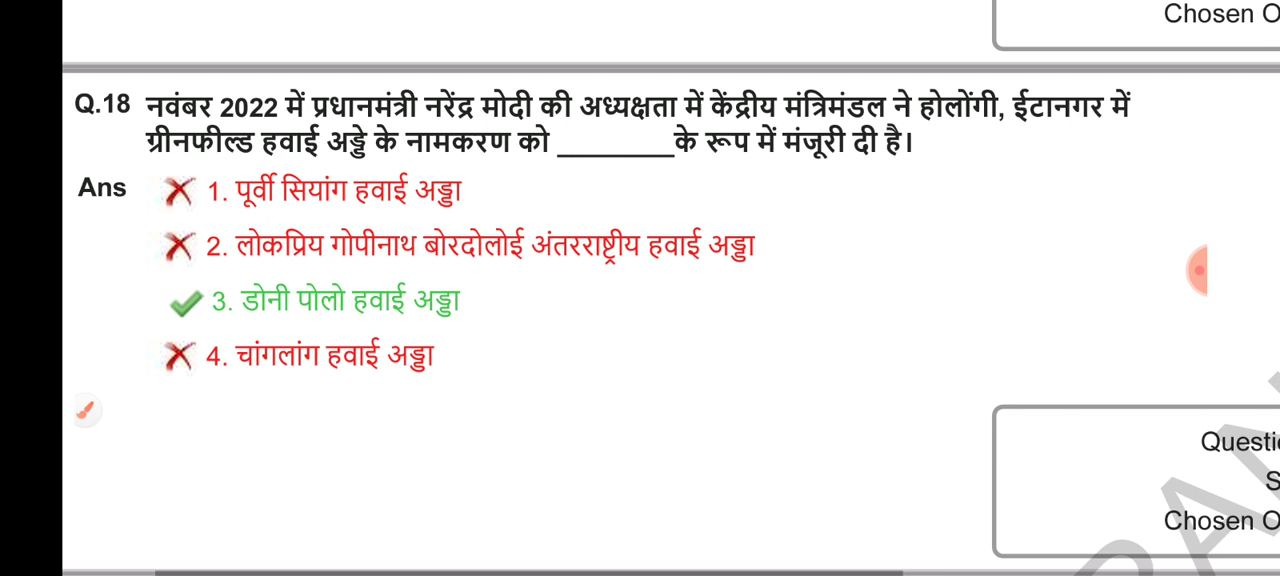 Chosen O
Q.18 नवंबर 2022 में प्रधानमंत्री नरेंद्र मोदी की अध्यक्षता में केंद्रीय मंत्रिमंडल ने होलोंगी, ईटानगर में
ग्रीनफील्ड हवाई अड्डे के नामकरण को ________के रूप में मंजूरी दी है।
Ans 1. पूर्वी सियांग हवाई अड्डा
2. लोकप्रिय गोपीनाथ बोरदोलोई अंतरराष्ट्रीय हवाई अड्डा
3. डोनी पोलो हवाई अड्डा
4. चांगलांग हवाई अड्डा
Questi
S
Chosen O